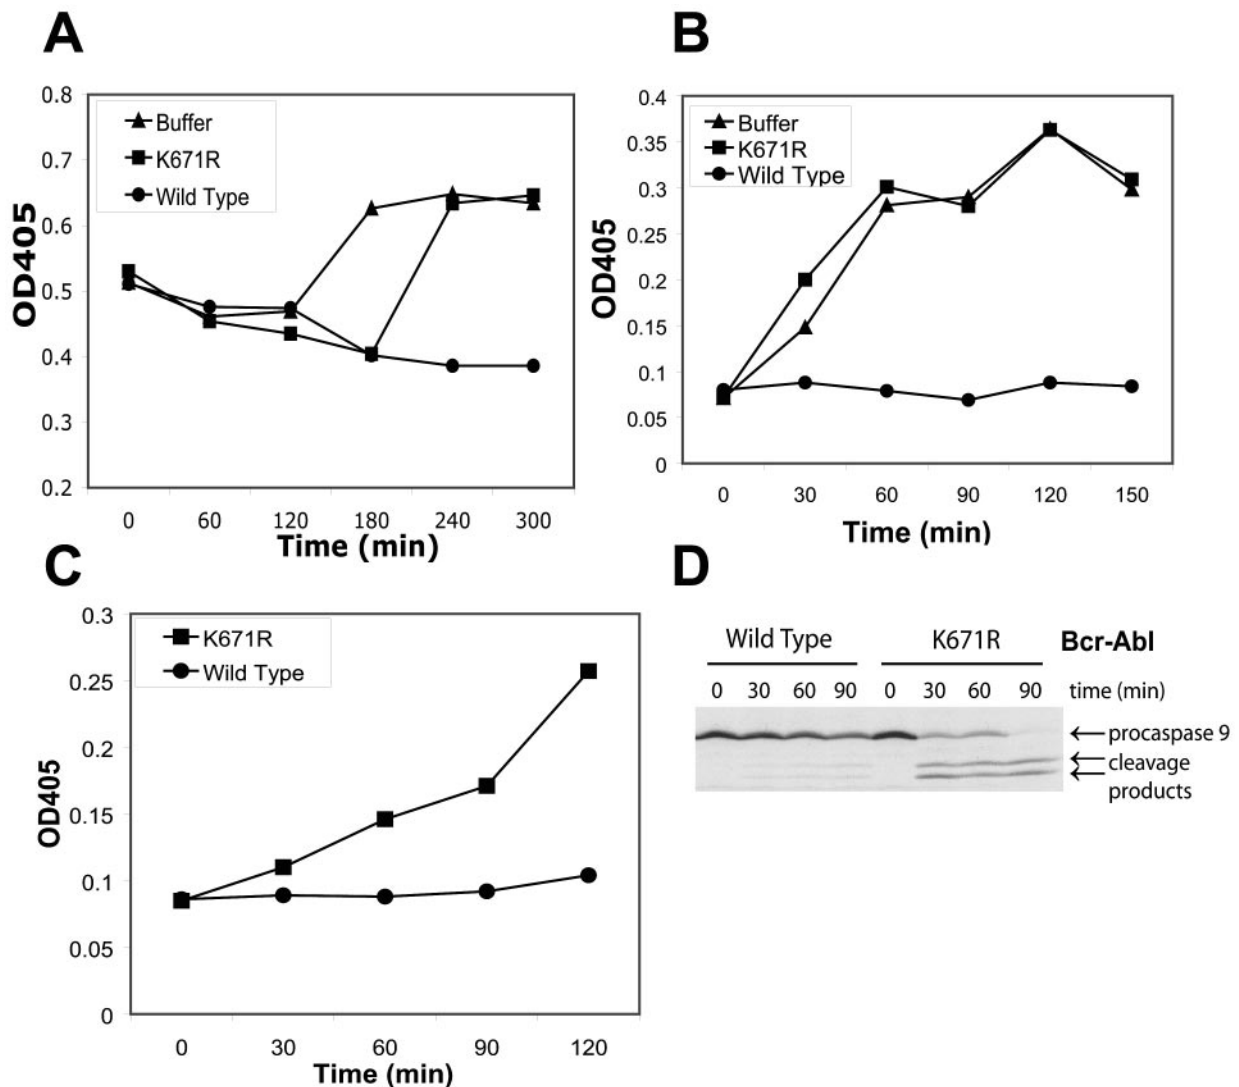 A
0.8
0.7
0.6
0.5
0.4
0.3
0.2
OD405
Buffer
K671R
Wild Type
0 60 120 180 240 300
Time (min)
B
0.4
0.35
0.3
0.25
0.2
0.15
0.1
0.05
0
OD405
Buffer
K671R
Wild Type
0 30 60 90 120 150
Time (min)
C
0.3
0.25
0.2
0.15
0.1
0.05
0
OD405
K671R
Wild Type
0 30 60 90 120
Time (min)
D
Wild Type K671R Bcr-Abl
0 30 60 90 0 30 60 90 time (min)
procaspase 9
cleavage
products